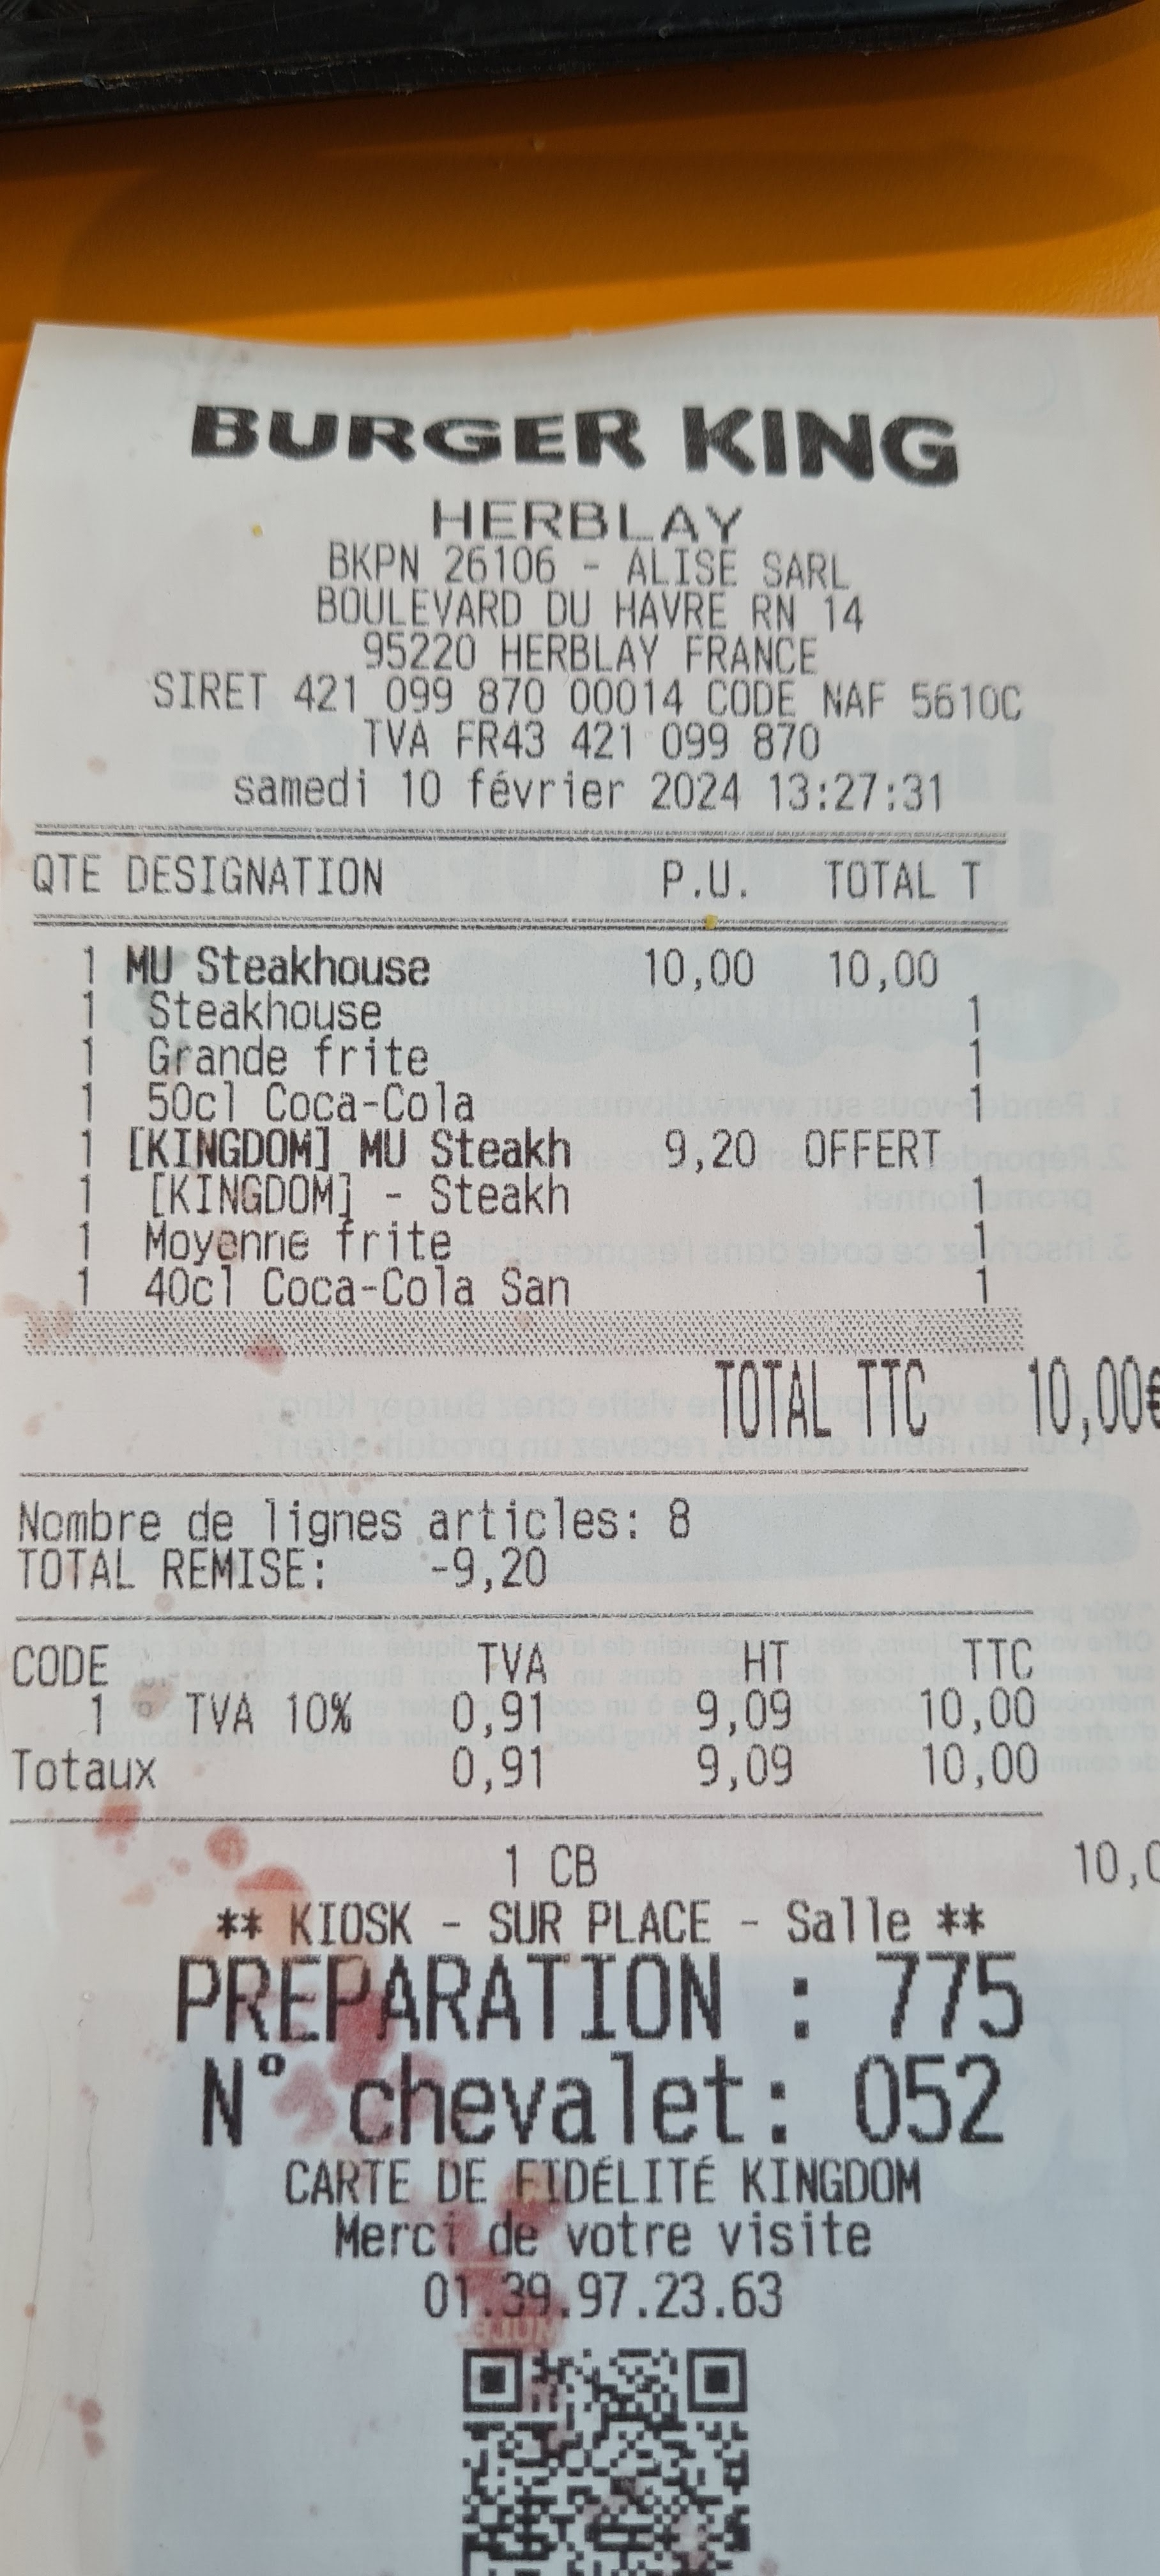 BURGER KING
HERBLAY
BKPN 26106 - ALISE SARL
BOULEVARD DU HAVRE RN 14
95220 HERBLAY FRANCE
SIRET 421 099 870 00014 CODE NAF 5610C
TVA FR43 421 099 870
samedi 10 février 2024 13:27:31
QTE DESIGNATION P.U. TOTAL T
1 MU Steakhouse 10,00 10,00
1 Steakhouse 1
1 Grande frite 1
1 50cl Coca-Cola 1
1 [KINGDOM] MU Steakh 9,20 OFFERT
1 [KINGDOM] - Steakh 1
1 Moyenne frite 1
1 40cl Coca-Cola San 1
TOTAL TTC 10,00€
Nombre de lignes articles: 8
TOTAL REMISE: -9,20
CODE TVA HT TTC
1 TVA 10% 0,91 9,09 10,00
Totaux 0,91 9,09 10,00
1 CB 10,0
** KIOSK - SUR PLACE - Salle **
PREPARATION : 775
N° chevalet: 052
CARTE DE FIDÉLITÉ KINGDOM
Merci de votre visite
01.39.97.23.63